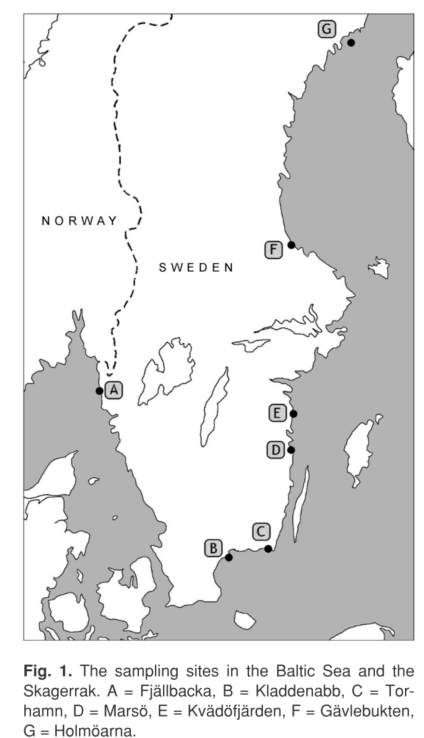 G
NORWAY
F
SWEDEN
A
E
D
C
B
Fig. 1. The sampling sites in the Baltic Sea and the
Skagerrak. A = Fjällbacka, B = Kladdenabb, C = Tor-
hamn, D = Marsö, E = Kvädöfjärden, F = Gävlebukten,
G = Holmöarna.